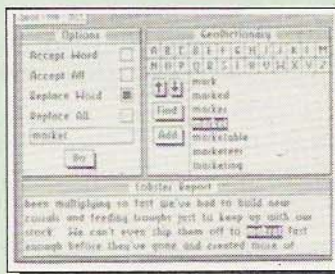 Options
GeoDictionary
Accept Word
Accept All
Replace Word
Replace All
market
Go
A B C D E F G H I J K L M
N O P Q R S T U V W X Y Z
Find
Add
mark
marked
marker
market
marketable
marketeer
marketing
Lobster Report
been multiplying so fast we've had to build new
corrals and feeding troughs just to keep up with our
stock. We can't even ship them off to fast
enough before they've gone and created more of